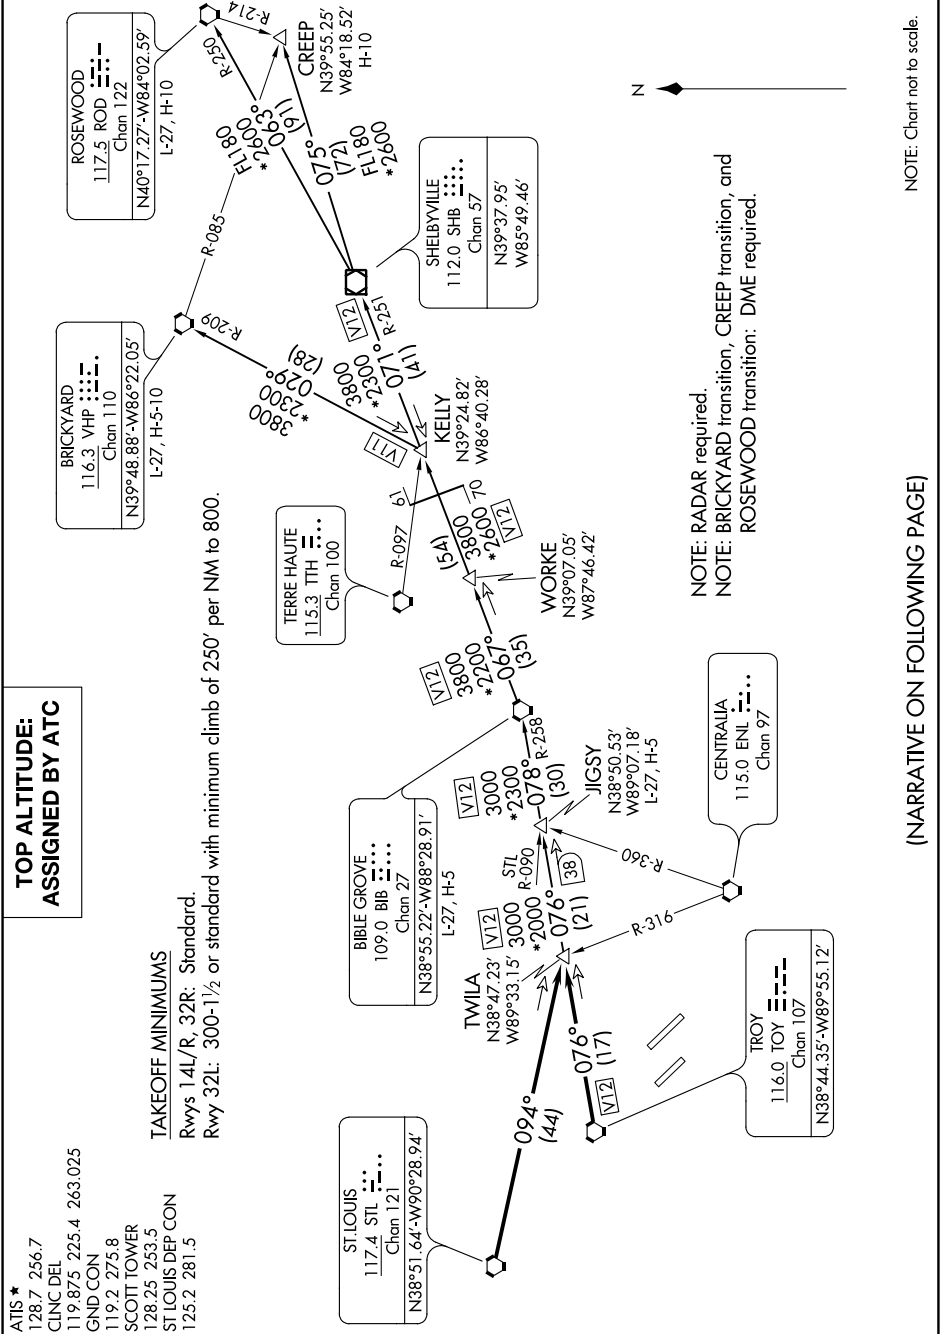 ATIS ★
128.7 256.7
CLNC DEL
119.875 225.4 263.025
GND CON
119.2 275.8
SCOTT TOWER
128.25 253.5
ST LOUIS DEP CON
125.2 281.5
TOP ALTITUDE:
ASSIGNED BY ATC
TAKEOFF MINIMUMS
Rwys 14L/R, 32R: Standard.
Rwy 32L: 300-1½ or standard with minimum climb of 250' per NM to 800.
ROSEWOOD
117.5 ROD
Chan 122
N40°17.27'-W84°02.59'
L-27, H-10
R-214
R-250
CREEP
N39°55.25'
W84°18.52'
H-10
BRICKYARD
116.3 VHP
Chan 110
N39°48.88'-W86°22.05'
L-27, H-5-10
R-085
R-209
FL180
*2600
063°
(91)
075°
(72)
FL180
*2600
SHELBYVILLE
112.0 SHB
Chan 57
N39°37.95'
W85°49.46'
3800
*2300
029°
(28)
V11
V12
3800
*2300
071°
(41)
R-251
KELLY
N39°24.82'
W86°40.28'
TERRE HAUTE
115.3 TTH
Chan 100
R-097
61
70
3800
*2600
(54)
V12
WORKE
N39°07.05'
W87°46.42'
V12
3800
*2200
067°
(35)
BIBLE GROVE
109.0 BIB
Chan 27
N38°55.22'-W88°28.91'
L-27, H-5
V12
3000
*2300
078°
(30)
R-258
JIGSY
N38°50.53'
W89°07.18'
L-27, H-5
STL
R-090
38
V12
3000
*2000
076°
(21)
TWILA
N38°47.23'
W89°33.15'
R-360
R-316
CENTRALIA
115.0 ENL
Chan 97
ST. LOUIS
117.4 STL
Chan 121
N38°51.64'-W90°28.94'
094°
(44)
076°
(17)
V12
TROY
116.0 TOY
Chan 107
N38°44.35'-W89°55.12'
N
NOTE: RADAR required.
NOTE: BRICKYARD transition, CREEP transition, and
ROSEWOOD transition: DME required.
NOTE: Chart not to scale.
(NARRATIVE ON FOLLOWING PAGE)